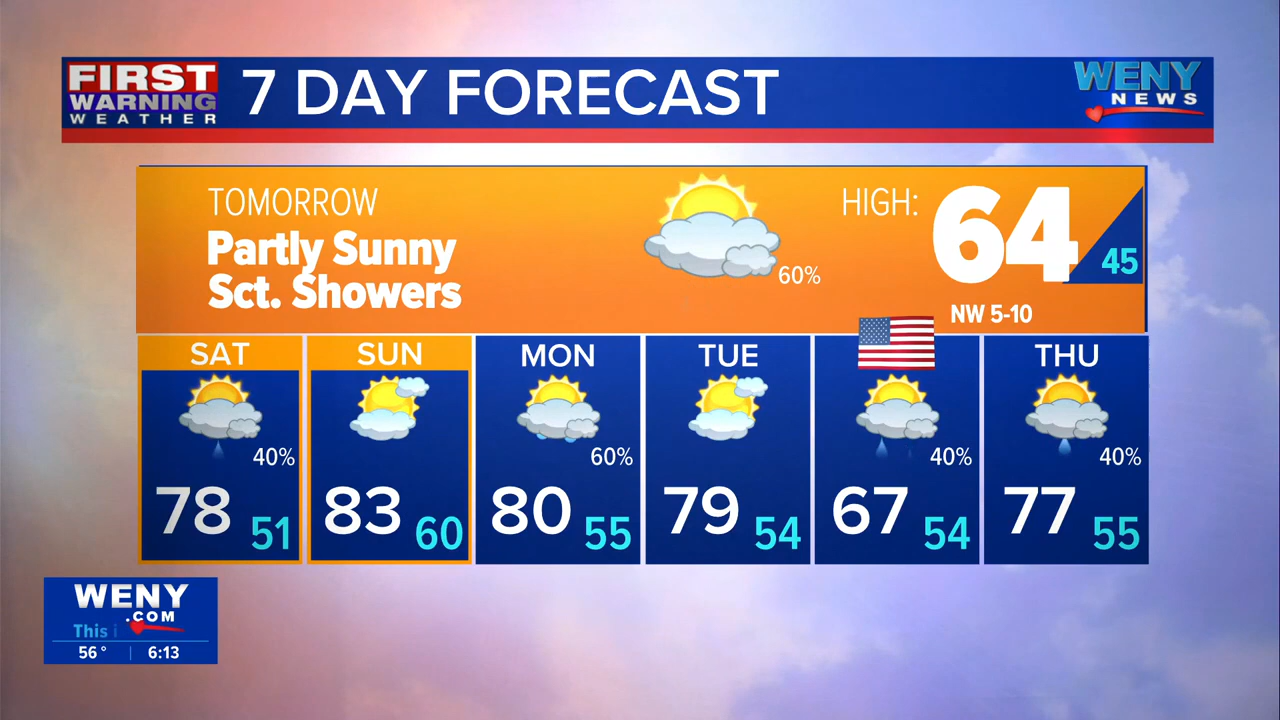 FIRST
WARNING
WEATHER
7 DAY FORECAST
WENY
NEWS
TOMORROW
Partly Sunny
Sct. Showers
60%
HIGH:
64
45
NW 5-10
SAT
SUN
MON
TUE
THU
40%
60%
40%
40%
78 51
83 60
80 55
79 54
67 54
77 55
WENY
.COM
This i
56° | 6:13